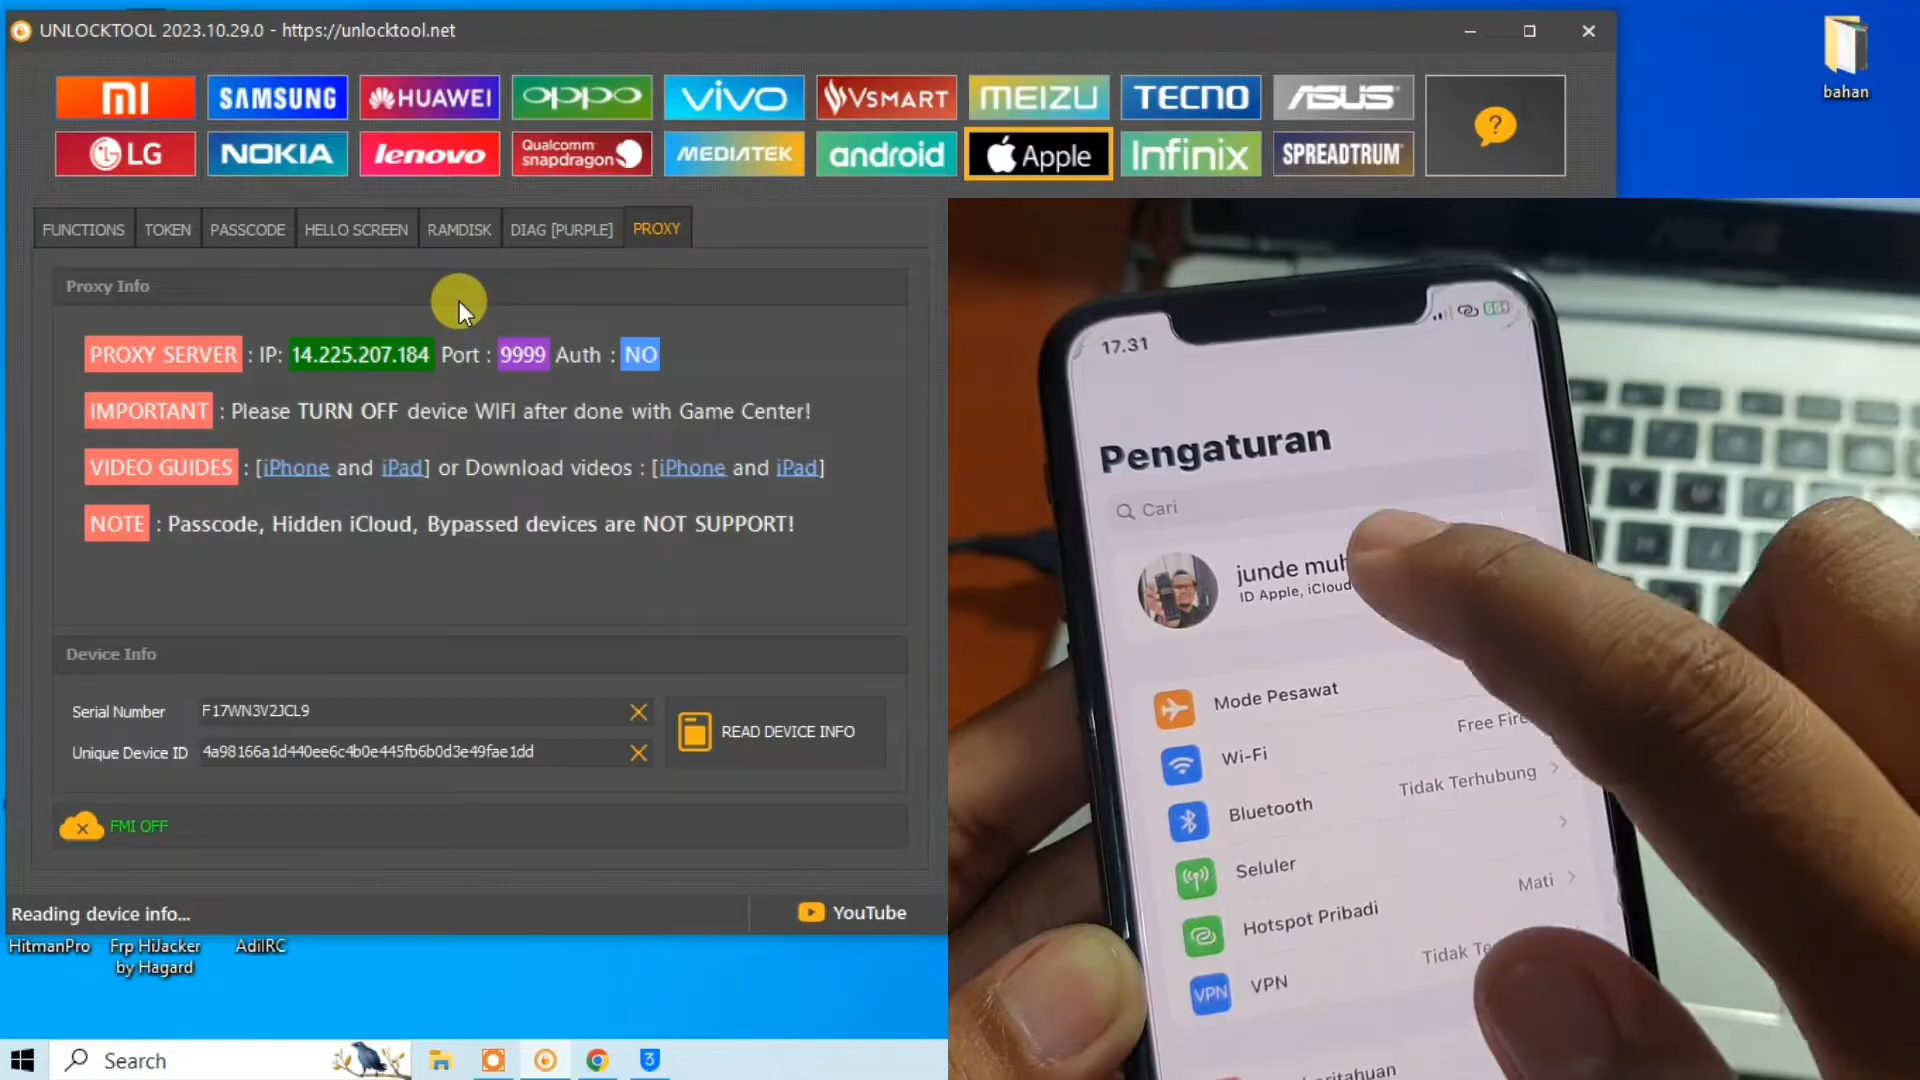 UNLOCKTOOL 2023.10.29.0 - https://unlocktool.net
bahan
MI SAMSUNG HUAWEI OPPO VIVO VSMART MEIZU TECNO ASUS ?
LG NOKIA lenovo Qualcomm snapdragon MEDIATEK android Apple Infinix SPREADTRUM
FUNCTIONS TOKEN PASSCODE HELLO SCREEN RAMDISK DIAG [PURPLE] PROXY
Proxy Info
PROXY SERVER : IP: 14.225.207.184 Port : 9999 Auth : NO
IMPORTANT : Please TURN OFF device WIFI after done with Game Center!
VIDEO GUIDES : [iPhone and iPad] or Download videos : [iPhone and iPad]
NOTE : Passcode, Hidden iCloud, Bypassed devices are NOT SUPPORT!
Device Info
Serial Number F17WN3V2JCL9
Unique Device ID 4a98166a1d440ee6c4b0e445fb6b0d3e49fae1dd
READ DEVICE INFO
FMI OFF
Reading device info...
YouTube
HitmanPro
Frp HiJacker
by Hagard
AdilRC
Search
17.31
Pengaturan
Cari
junde
ID Apple, iCloud
Mode Pesawat
Wi-Fi Free Fire
Bluetooth Tidak Terhubung
Seluler
Hotspot Pribadi Mati
VPN VPN Tidak